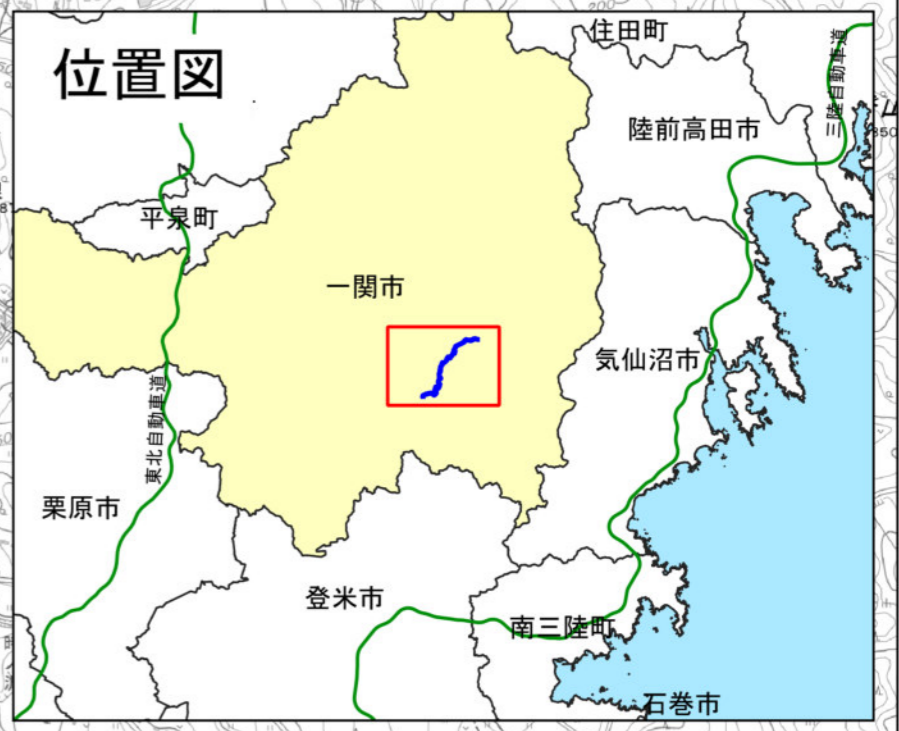 位置図
住田町
三陸自動車道
陸前高田市
平泉町
一関市
気仙沼市
東北自動車道
栗原市
登米市
南三陸町
石巻市